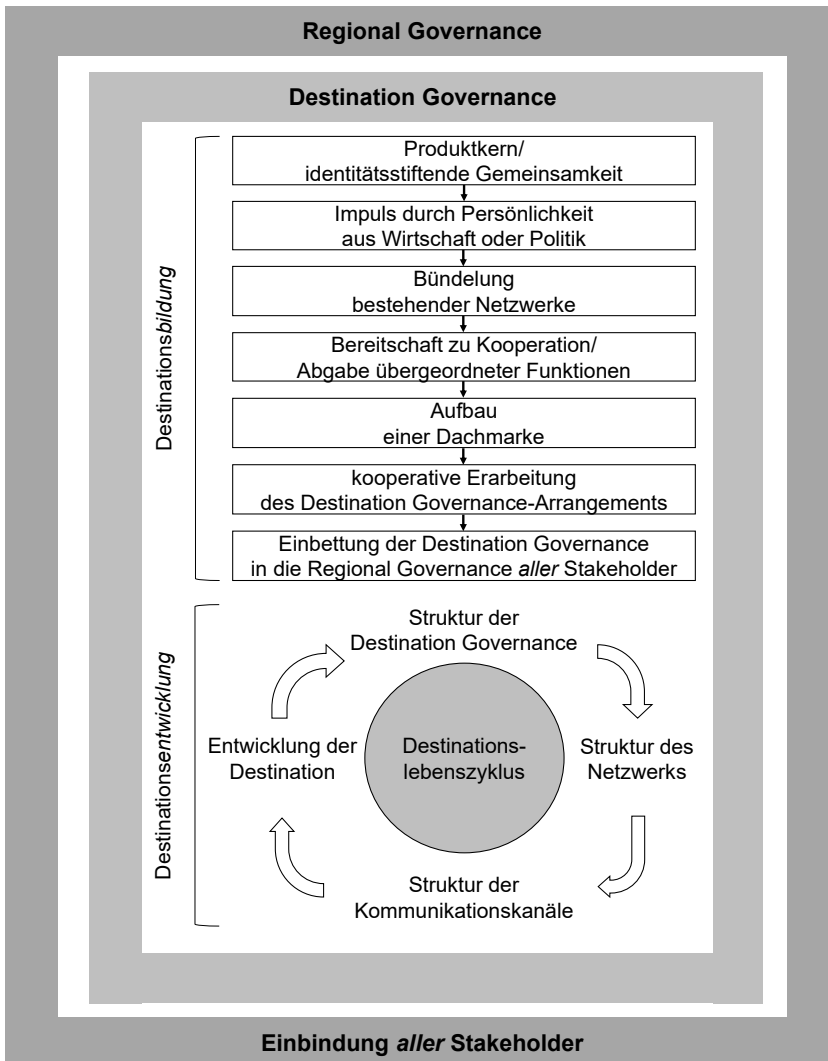 Regional Governance
Destination Governance
Destinationsbildung
Produktkern/
identitätsstiftende Gemeinsamkeit
Impuls durch Persönlichkeit
aus Wirtschaft oder Politik
Bündelung
bestehender Netzwerke
Bereitschaft zu Kooperation/
Abgabe übergeordneter Funktionen
Aufbau
einer Dachmarke
kooperative Erarbeitung
des Destination Governance-Arrangements
Einbettung der Destination Governance
in die Regional Governance aller Stakeholder
Destinationsentwicklung
Struktur der
Destination Governance
Entwicklung der
Destination
Destinations-
lebenszyklus
Struktur des
Netzwerks
Struktur der
Kommunikationskanäle
Einbindung aller Stakeholder